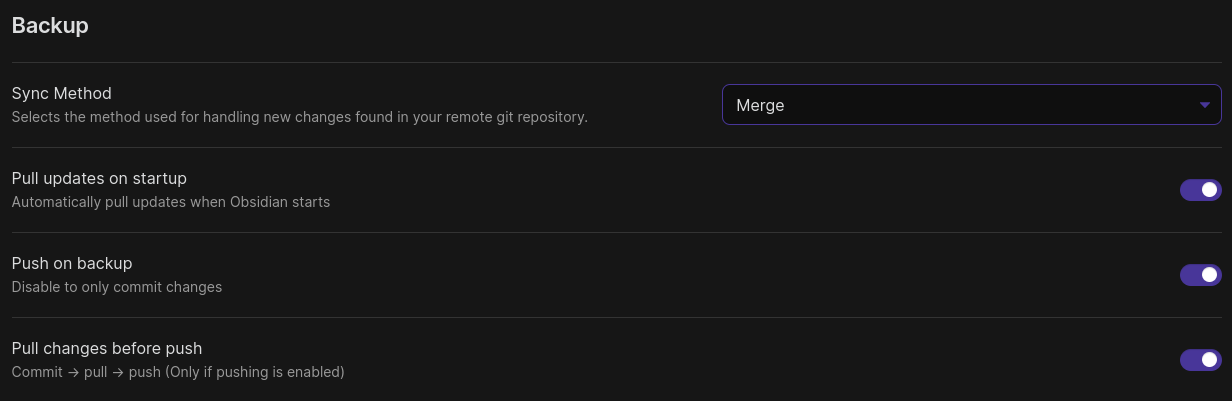 Backup
Sync Method
Selects the method used for handling new changes found in your remote git repository.
Merge
Pull updates on startup
Automatically pull updates when Obsidian starts
Push on backup
Disable to only commit changes
Pull changes before push
Commit → pull → push (Only if pushing is enabled)